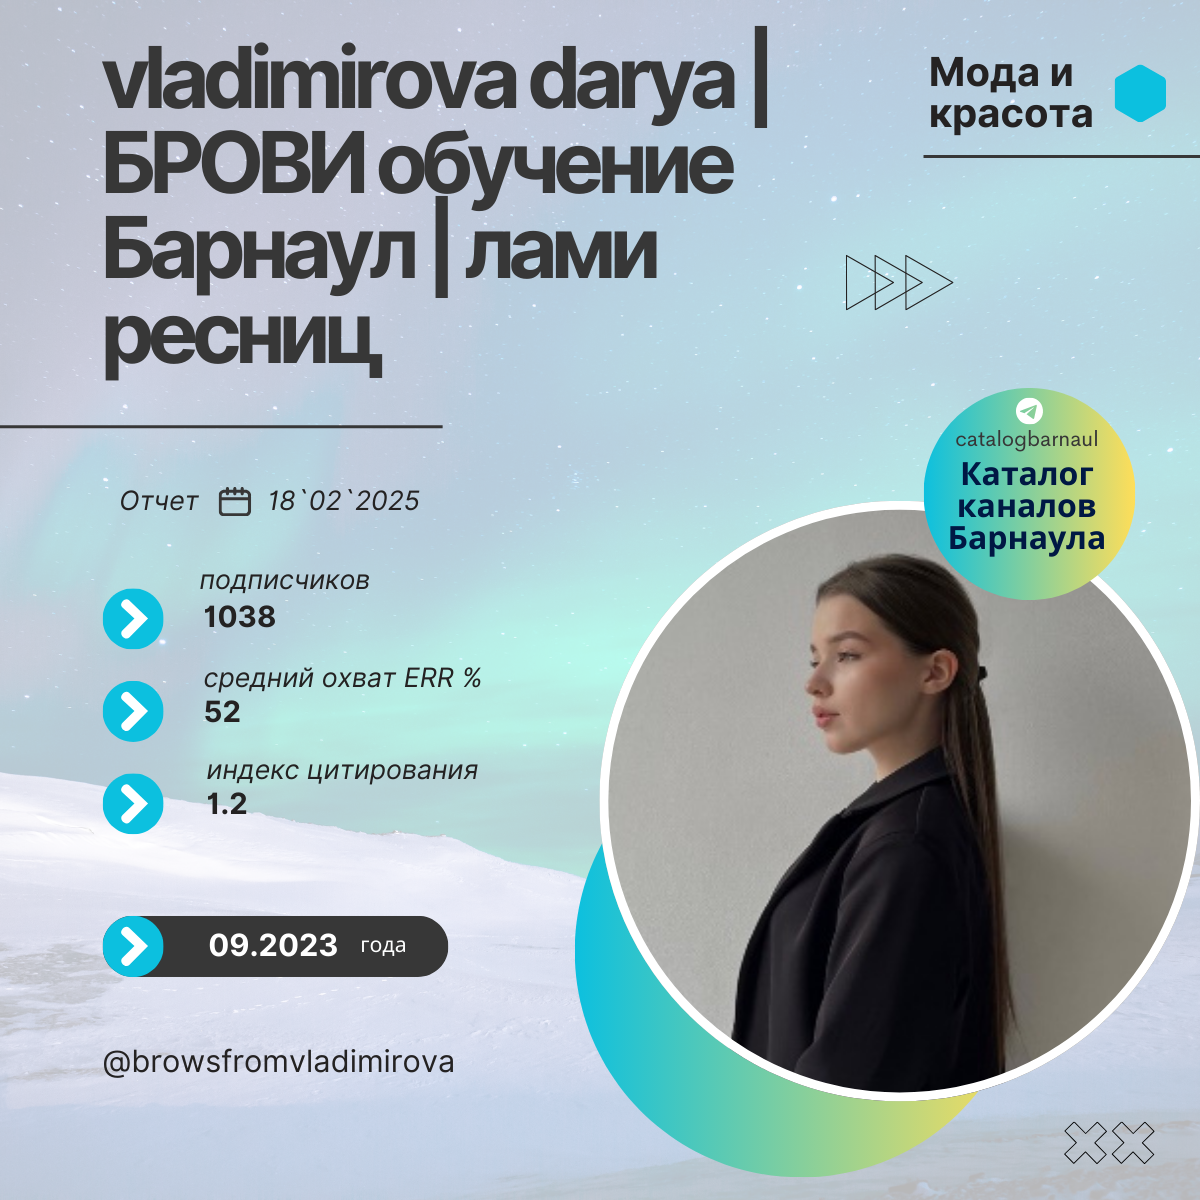 vladimirova darya |
БРОВИ обучение
Барнаул | лами
ресниц
Мода и
красота
catalogbarnaul
Каталог
каналов
Барнаула
Отчет 18`02`2025
подписчиков
1038
средний охват ERR %
52
индекс цитирования
1.2
09.2023 года
@browsfromvladimirova